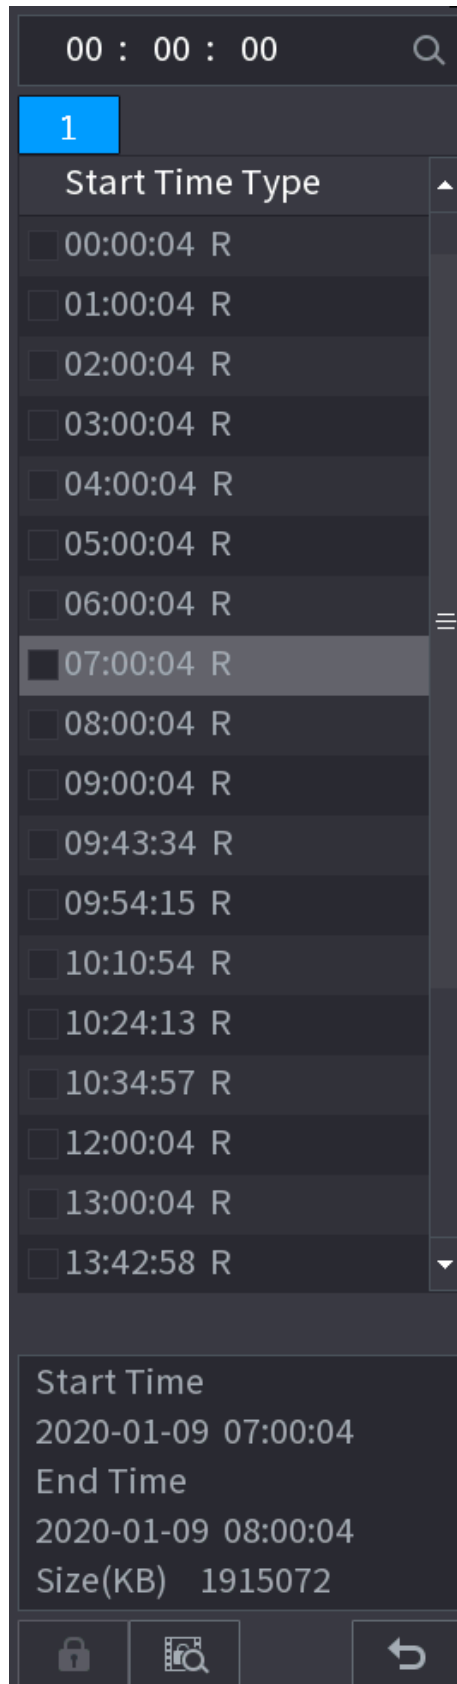 00 : 00 : 00
1
Start Time Type
00:00:04 R
01:00:04 R
02:00:04 R
03:00:04 R
04:00:04 R
05:00:04 R
06:00:04 R
07:00:04 R
08:00:04 R
09:00:04 R
09:43:34 R
09:54:15 R
10:10:54 R
10:24:13 R
10:34:57 R
12:00:04 R
13:00:04 R
13:42:58 R
Start Time
2020-01-09 07:00:04
End Time
2020-01-09 08:00:04
Size(KB) 1915072